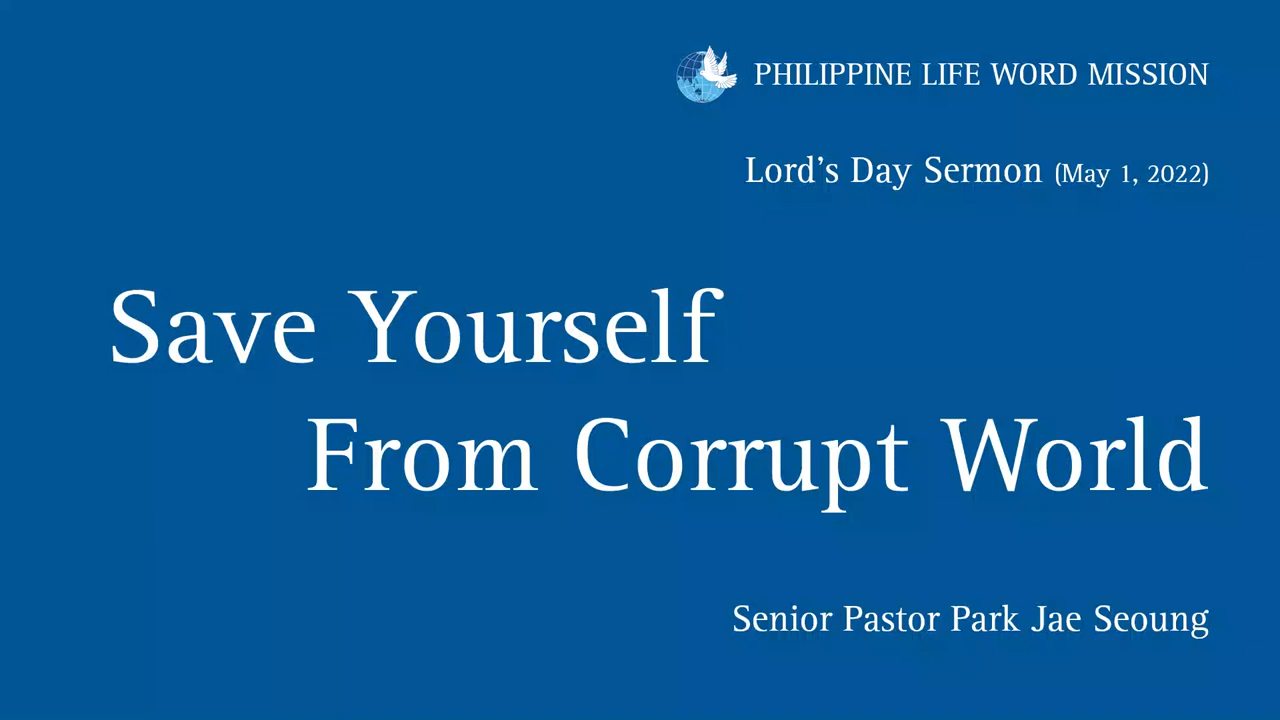 PHILIPPINE LIFE WORD MISSION
Lord’s Day Sermon (May 1, 2022)
Save Yourself
From Corrupt World
Senior Pastor Park Jae Seoung